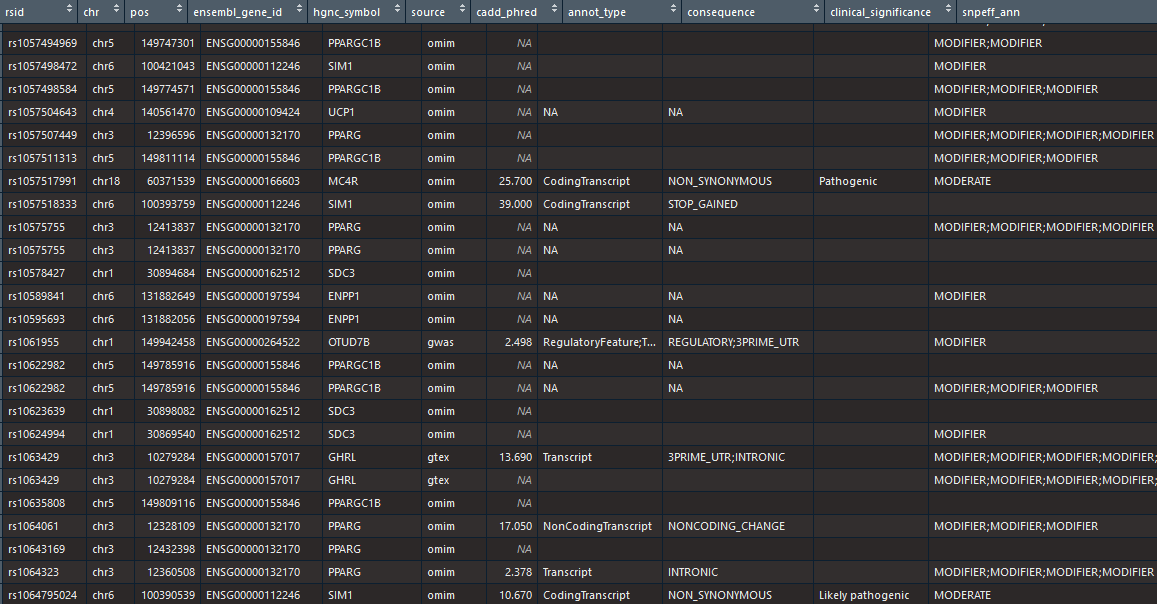 rsid chr pos ensembl_gene_id hgnc_symbol source cadd_phred annot_type consequence clinical_significance snpeff_ann
rs1057494969 chr5 149747301 ENSG00000155846 PPARGC1B omim NA MODIFIER;MODIFIER
rs1057498472 chr6 100421043 ENSG00000112246 SIM1 omim NA MODIFIER
rs1057498584 chr5 149774571 ENSG00000155846 PPARGC1B omim NA MODIFIER;MODIFIER;MODIFIER
rs1057504643 chr4 140561470 ENSG00000109424 UCP1 omim NA NA NA MODIFIER
rs1057507449 chr3 12396596 ENSG00000132170 PPARG omim NA MODIFIER;MODIFIER;MODIFIER;MODIFIER
rs1057511313 chr5 149811114 ENSG00000155846 PPARGC1B omim NA MODIFIER;MODIFIER;MODIFIER
rs1057517991 chr18 60371539 ENSG00000166603 MC4R omim 25.700 CodingTranscript NON_SYNONYMOUS Pathogenic MODERATE
rs1057518333 chr6 100393759 ENSG00000112246 SIM1 omim 39.000 CodingTranscript STOP_GAINED
rs10575755 chr3 12413837 ENSG00000132170 PPARG omim NA NA NA MODIFIER;MODIFIER;MODIFIER;MODIFIER
rs10575755 chr3 12413837 ENSG00000132170 PPARG omim NA NA NA
rs10578427 chr1 30894684 ENSG00000162512 SDC3 omim NA
rs10589841 chr6 131882649 ENSG00000197594 ENPP1 omim NA NA NA MODIFIER
rs10595693 chr6 131882056 ENSG00000197594 ENPP1 omim NA NA NA
rs1061955 chr1 149942458 ENSG00000264522 OTUD7B gwas 2.498 RegulatoryFeature;T... REGULATORY;3PRIME_UTR MODIFIER
rs10622982 chr5 149785916 ENSG00000155846 PPARGC1B omim NA NA NA
rs10622982 chr5 149785916 ENSG00000155846 PPARGC1B omim NA NA NA MODIFIER;MODIFIER;MODIFIER
rs10623639 chr1 30898082 ENSG00000162512 SDC3 omim NA
rs10624994 chr1 30869540 ENSG00000162512 SDC3 omim NA MODIFIER
rs1063429 chr3 10279284 ENSG00000157017 GHRL gtex 13.690 Transcript 3PRIME_UTR;INTRONIC MODIFIER;MODIFIER;MODIFIER;MODIFIER;
rs1063429 chr3 10279284 ENSG00000157017 GHRL gtex NA MODIFIER;MODIFIER;MODIFIER;MODIFIER;
rs10635808 chr5 149809116 ENSG00000155846 PPARGC1B omim NA
rs1064061 chr3 12328109 ENSG00000132170 PPARG omim 17.050 NonCodingTranscript NONCODING_CHANGE MODIFIER;MODIFIER;MODIFIER
rs10643169 chr3 12432398 ENSG00000132170 PPARG omim NA
rs1064323 chr3 12360508 ENSG00000132170 PPARG omim 2.378 Transcript INTRONIC MODIFIER;MODIFIER;MODIFIER;MODIFIER
rs1064795024 chr6 100390539 ENSG00000112246 SIM1 omim 10.670 CodingTranscript NON_SYNONYMOUS Likely pathogenic MODERATE